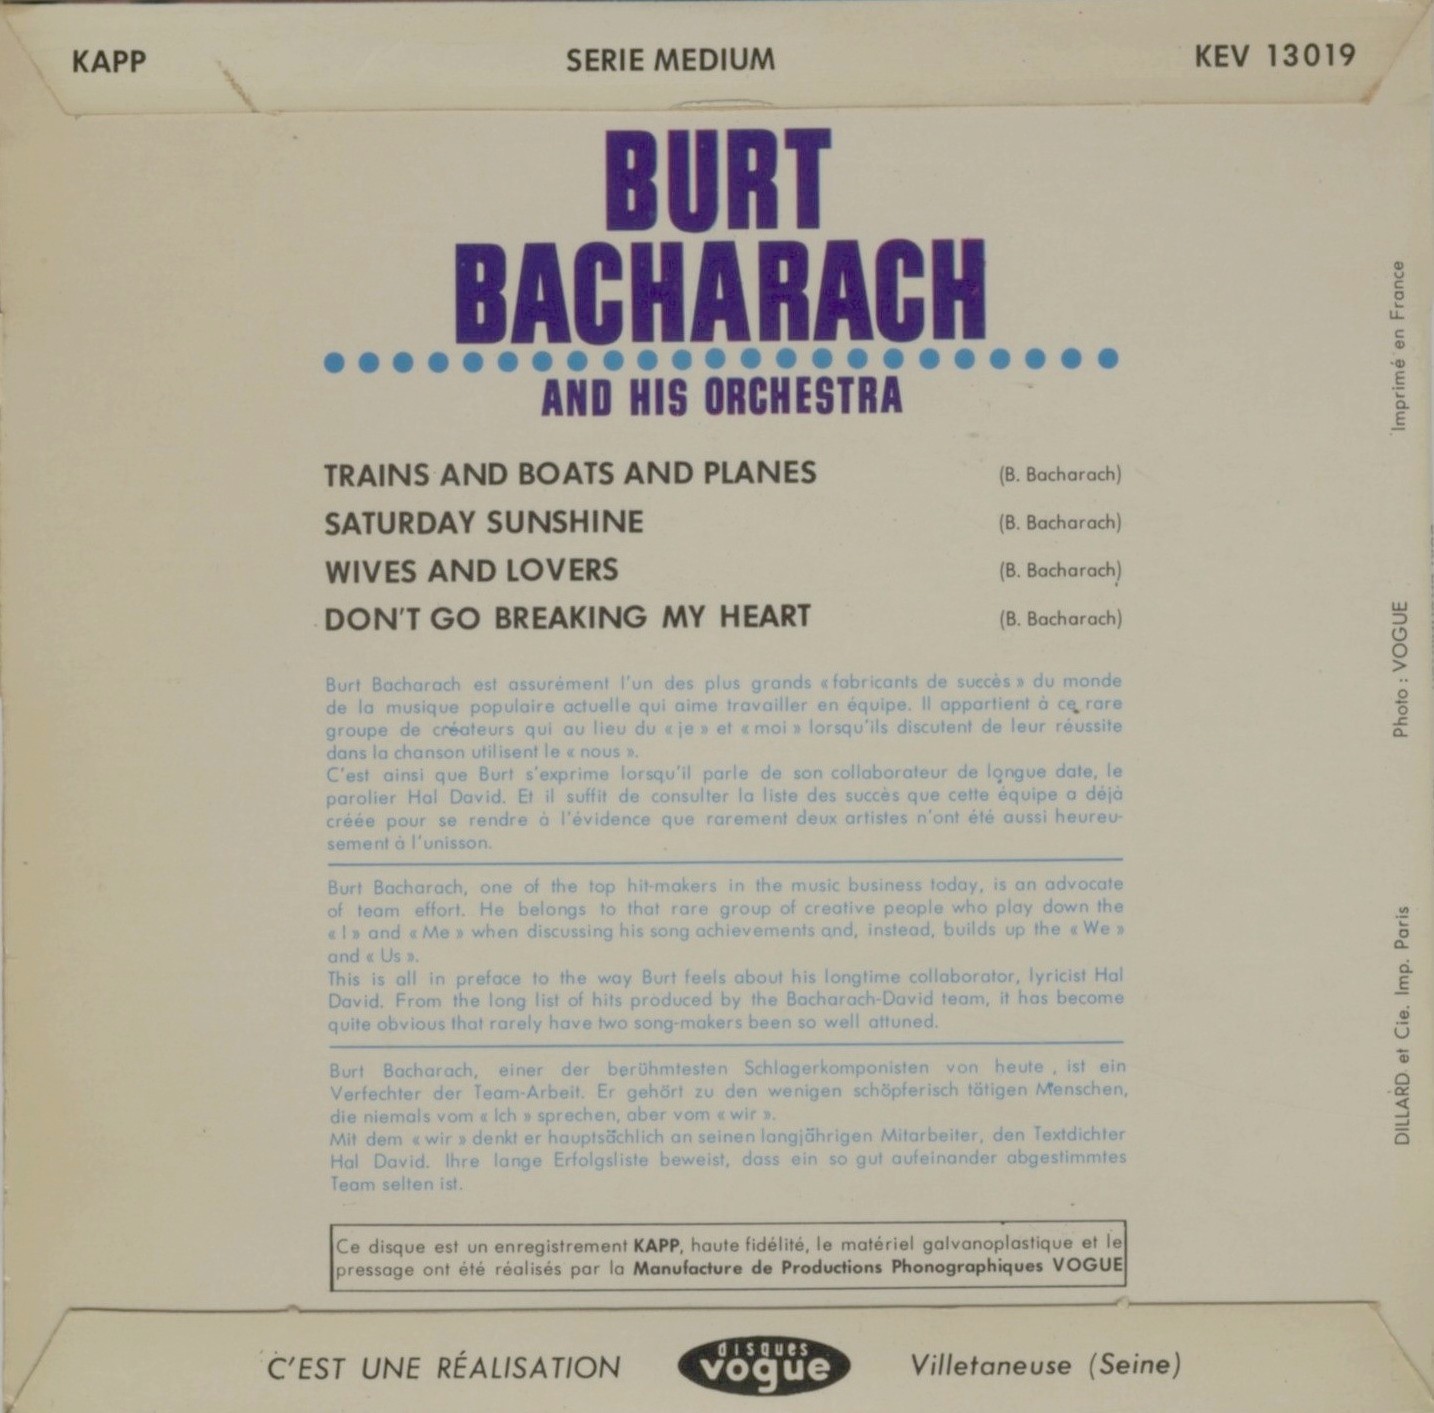 KAPP SERIE MEDIUM KEV 13019
BURT
BACHARACH
AND HIS ORCHESTRA
TRAINS AND BOATS AND PLANES (B. Bacharach)
SATURDAY SUNSHINE (B. Bacharach)
WIVES AND LOVERS (B. Bacharach)
DON'T GO BREAKING MY HEART (B. Bacharach)
Burt Bacharach est assurément l'un des plus grands « fabricants de succès » du monde
de la musique populaire actuelle qui aime travailler en équipe. Il appartient à ce rare
groupe de créateurs qui au lieu du « je » et « moi » lorsqu'ils discutent de leur réussite
dans la chanson utilisent le « nous ».
C'est ainsi que Burt s'exprime lorsqu'il parle de son collaborateur de longue date, le
parolier Hal David. Et il suffit de consulter la liste des succès que cette équipe a déjà
créée pour se rendre à l'évidence que rarement deux artistes n'ont été aussi heureu-
sement à l'unisson.
Burt Bacharach, one of the top hit-makers in the music business today, is an advocate
of team effort. He belongs to that rare group of creative people who play down the
« I » and « Me » when discussing his song achievements and, instead, builds up the « We »
and « Us ».
This is all in preface to the way Burt feels about his longtime collaborator, lyricist Hal
David. From the long list of hits produced by the Bacharach-David team, it has become
quite obvious that rarely have two song-makers been so well attuned.
Burt Bacharach, einer der berühmtesten Schlagerkomponisten von heute , ist ein
Verfechter der Team-Arbeit. Er gehört zu den wenigen schöpferisch tätigen Menschen,
die niemals vom « Ich » sprechen, aber vom « wir ».
Mit dem « wir » denkt er hauptsächlich an seinen langjährigen Mitarbeiter, den Textdichter
Hal David. Ihre lange Erfolgsliste beweist, dass ein so gut aufeinander abgestimmtes
Team selten ist.
Ce disque est un enregistrement KAPP, haute fidélité, le matériel galvanoplastique et le
pressage ont été réalisés par la Manufacture de Productions Phonographiques VOGUE
C'EST UNE RÉALISATION disques vogue Villetaneuse (Seine)
Imprimé en France
Photo : VOGUE
DILLARD et Cie. Imp. Paris